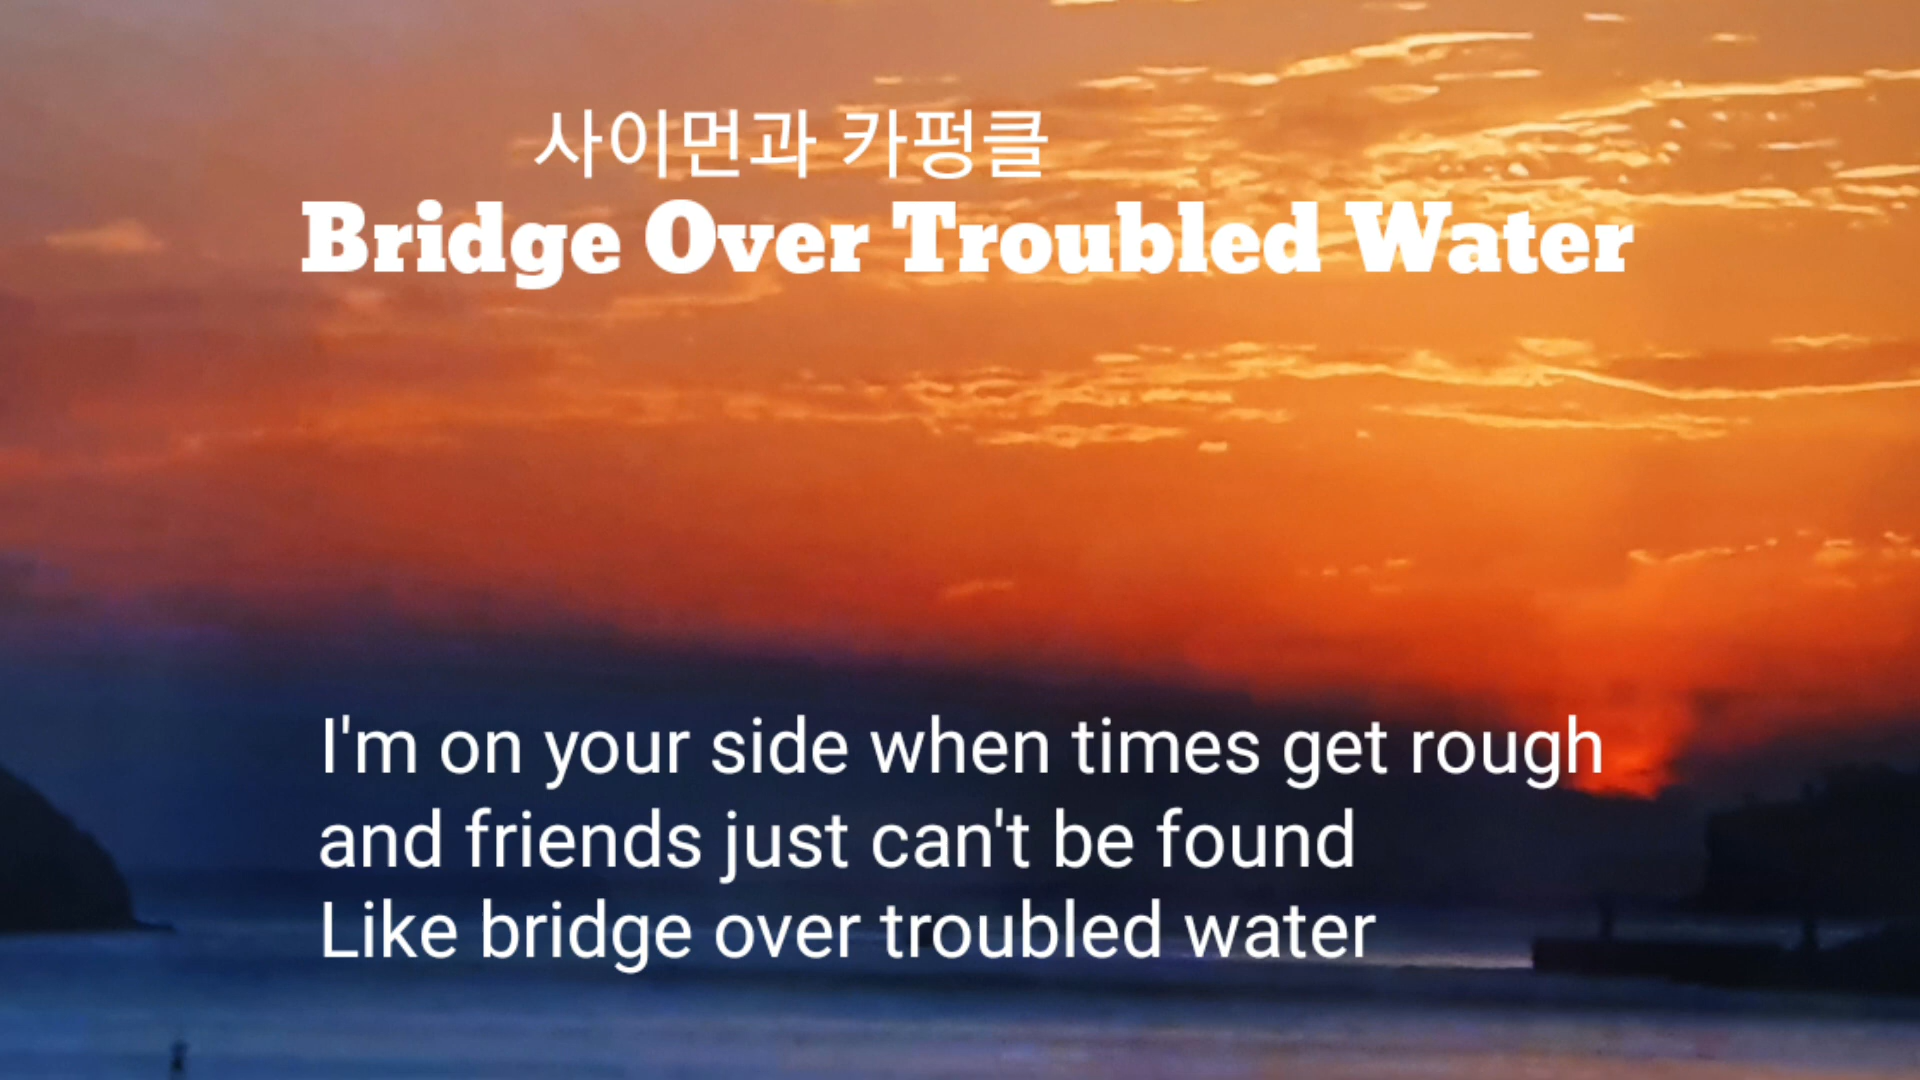 사이먼과 카펑클
Bridge Over Troubled Water
I'm on your side when times get rough
and friends just can't be found
Like bridge over troubled water